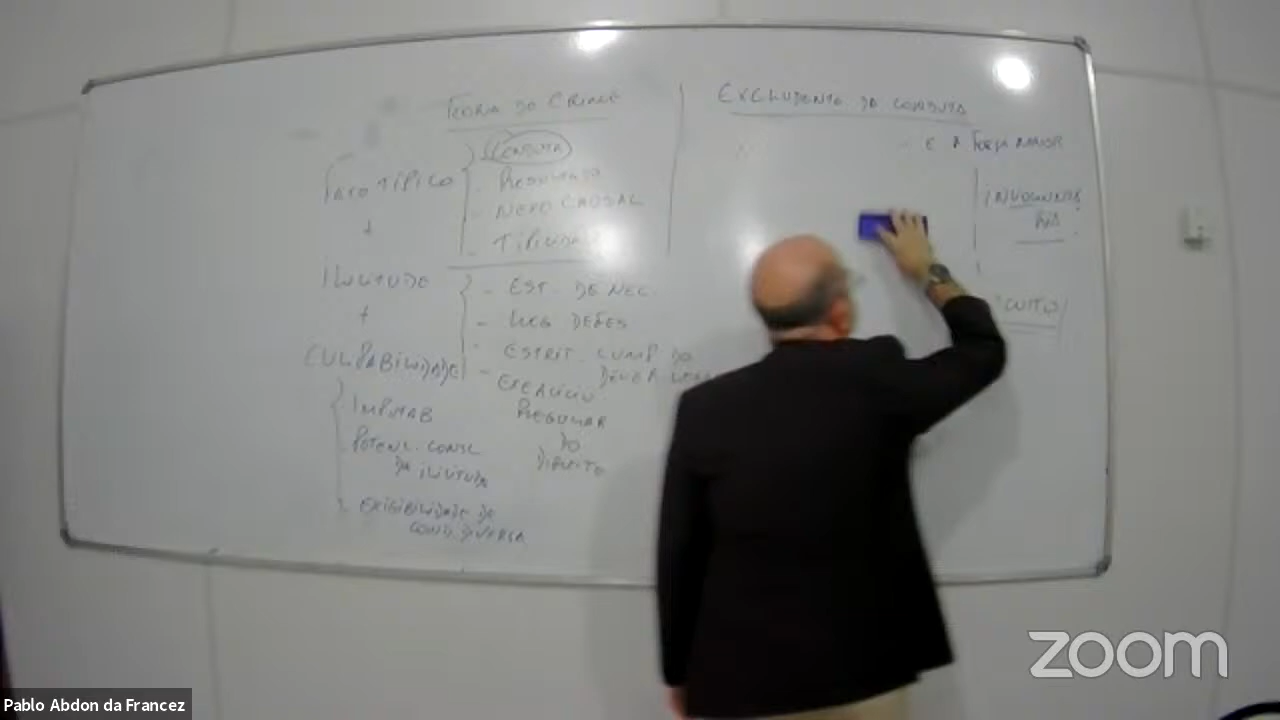 TEORIA DO CRIME
CONDUTA
FATO TÍPICO
- RESULTADO
- NEXO CAUSAL
+
- TIPICIDADE
ILICITUDE
- EST. DE NEC.
+
- LEG DEFES
CULPABILIDADE
- ESTRIT. CUMP. DO
DEVER LEGAL
- EXERCÍCIO
REGULAR
DO
DIREITO
IMPUTAB
POTENC. CONSC
DA ILICITUDE
EXIGIBILIDADE DE
COND. DIVERSA
EXCLUDENTE DA CONDUTA
E A FORÇA MAIOR
INVOLUNTÁ
RIA
Pablo Abdon da Francez
zoom